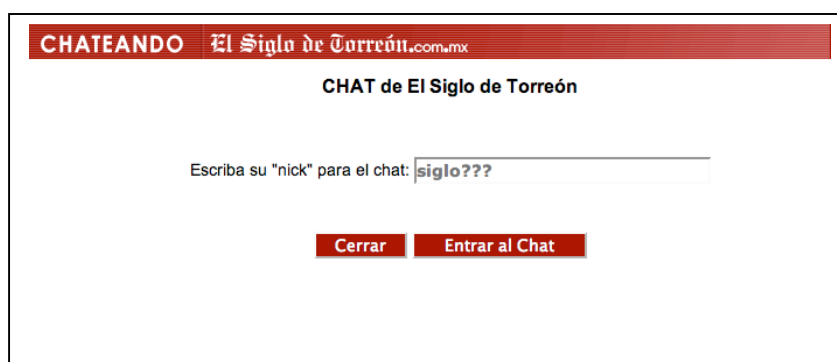 CHATEANDO El Siglo de Torreón.com.mx
CHAT de El Siglo de Torreón
Escriba su "nick" para el chat: siglo???
Cerrar Entrar al Chat